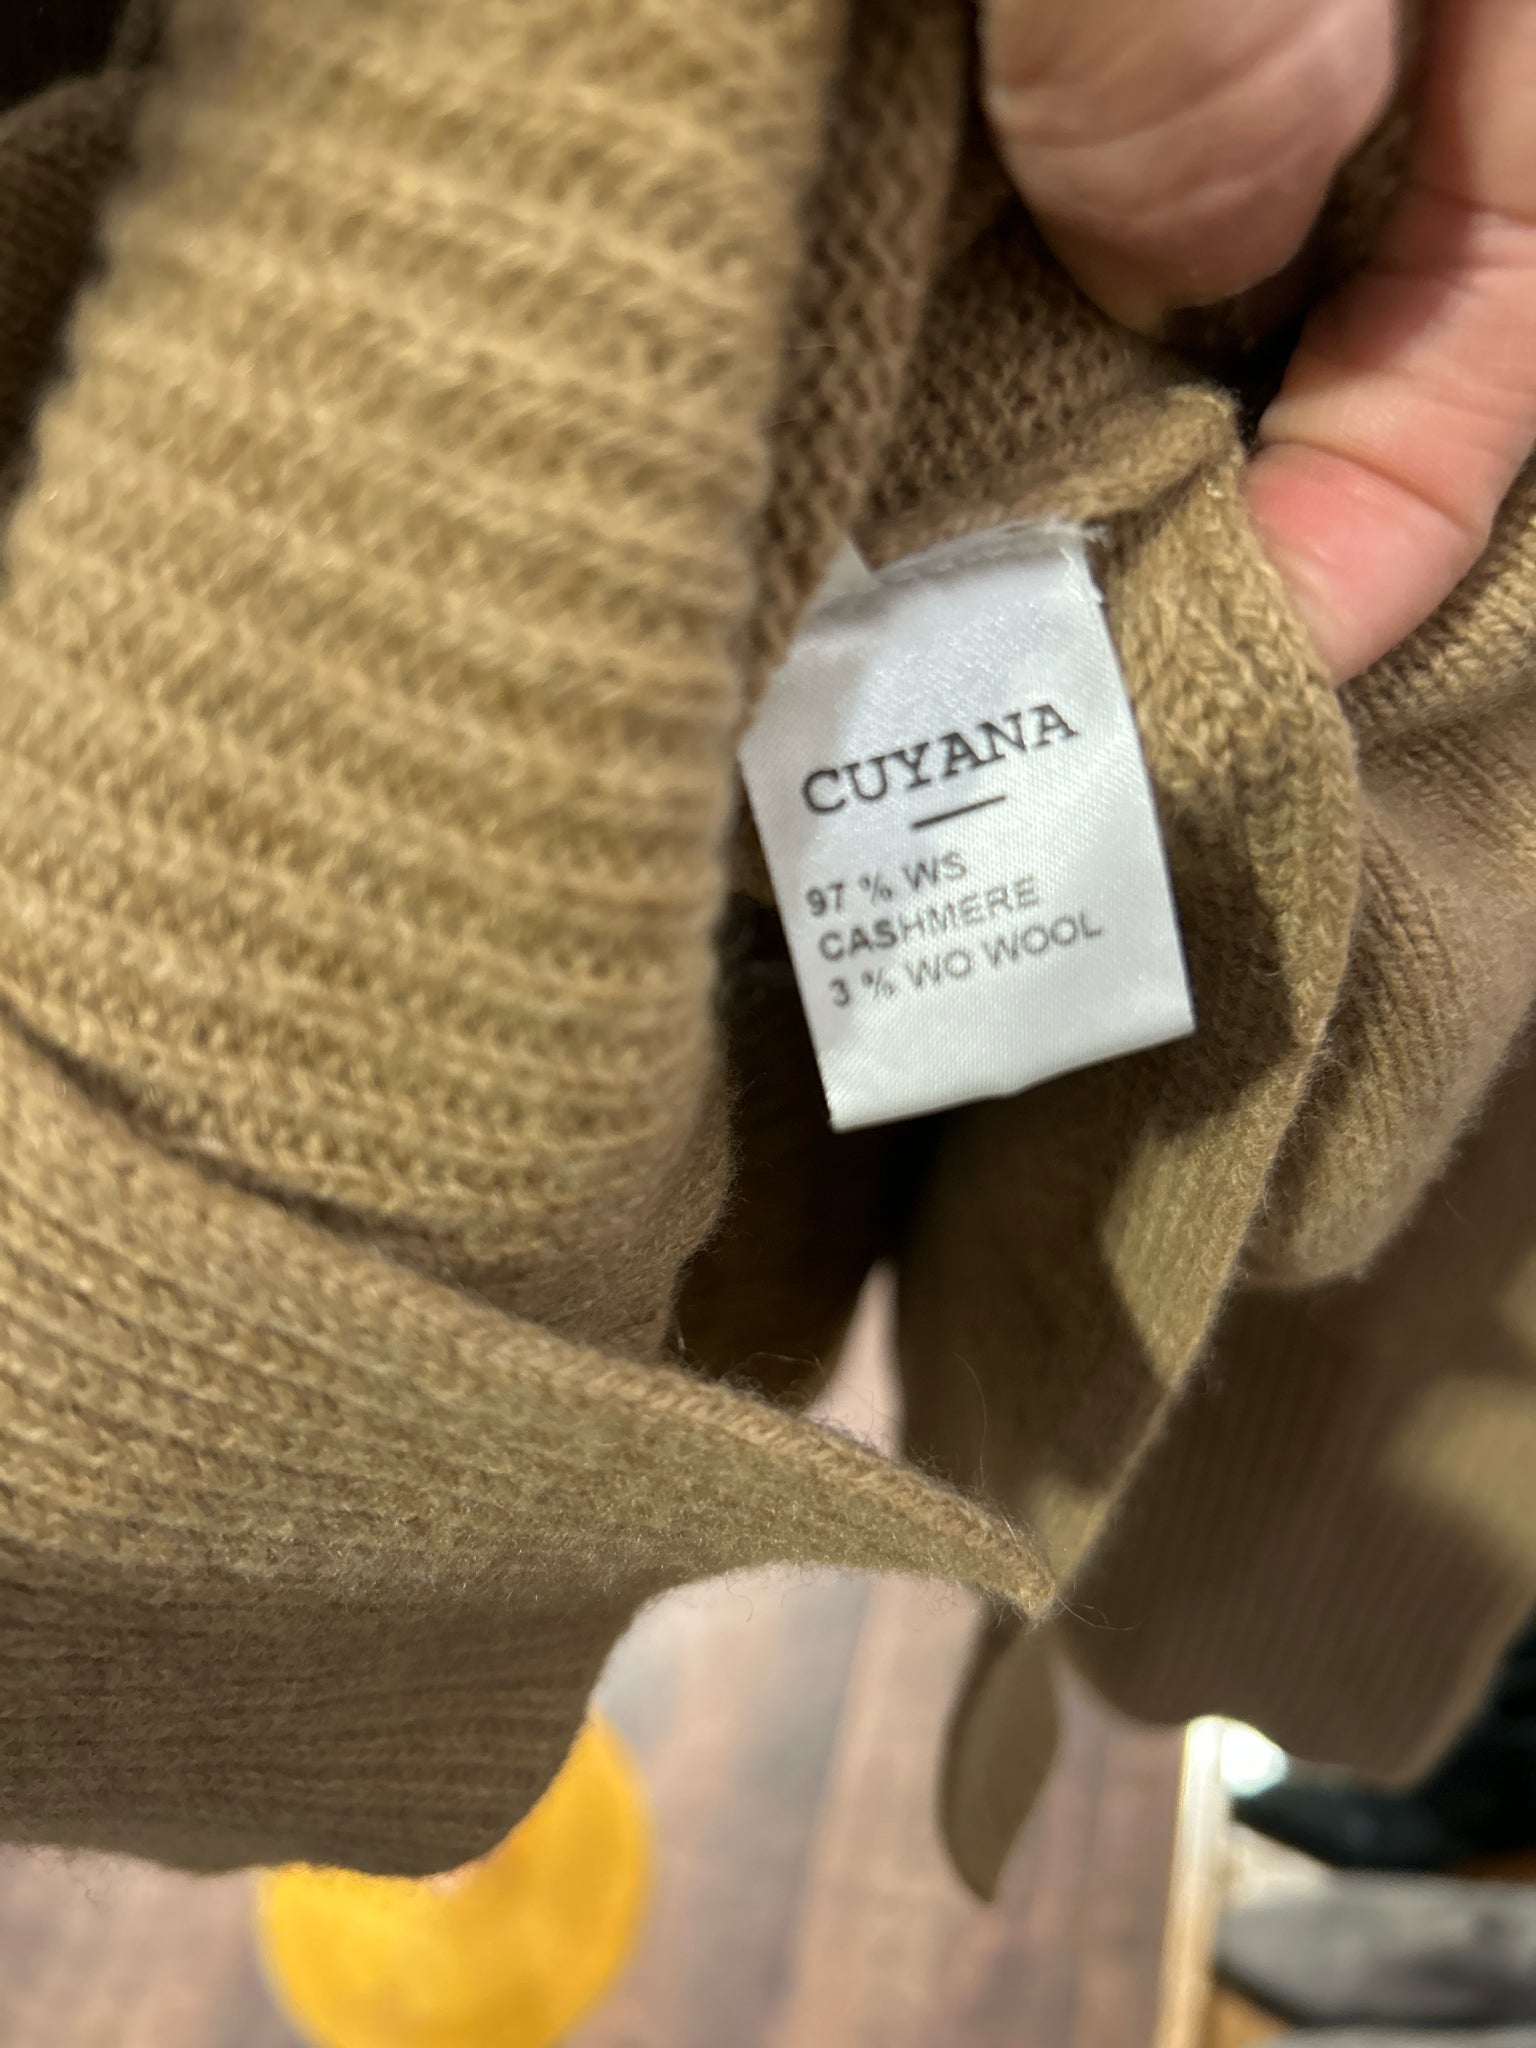 CUYANA
97 % WS
CASHMERE
3 % WO WOOL